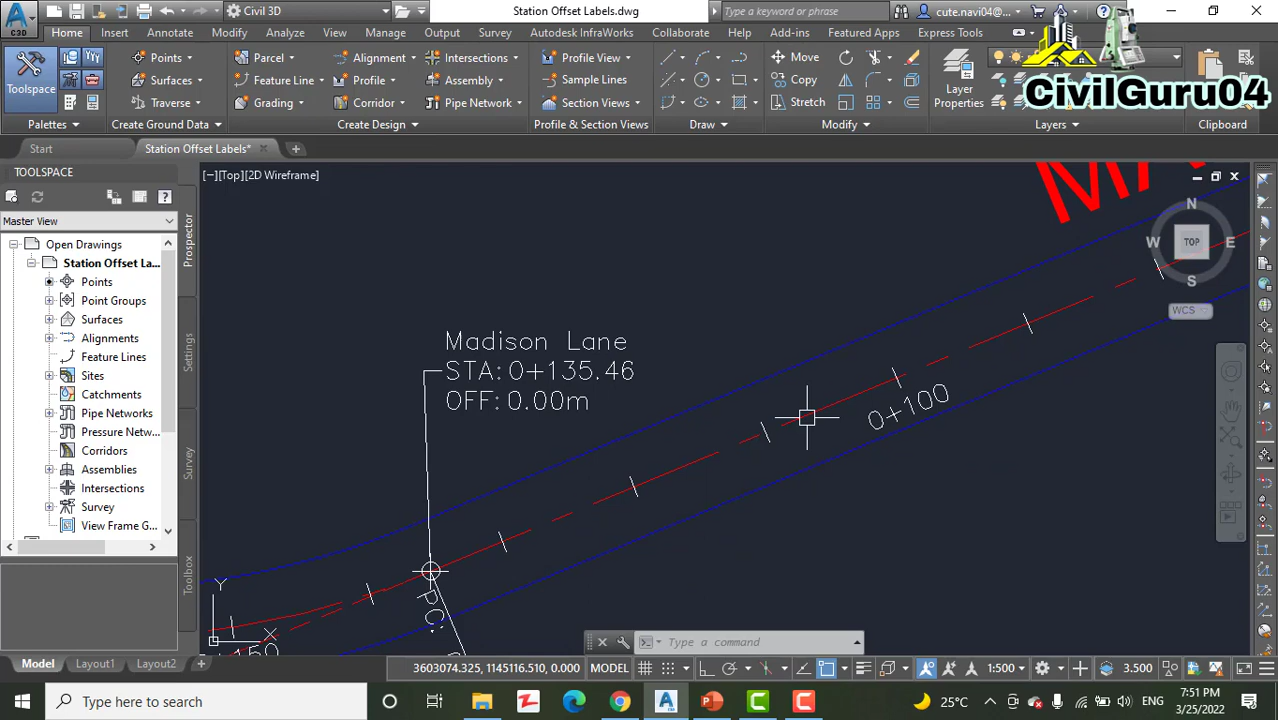 Civil 3D
Station Offset Labels.dwg
Type a keyword or phrase
cute.navi04@...
A
C3D
Home
Insert
Annotate
Modify
Analyze
View
Manage
Output
Survey
Autodesk InfraWorks
Collaborate
Help
Add-ins
Featured Apps
Express Tools
Toolspace
Points
Surfaces
Traverse
Parcel
Feature Line
Grading
Alignment
Profile
Corridor
Intersections
Assembly
Pipe Network
Profile View
Sample Lines
Section Views
Move
Copy
Stretch
Layer
Properties
Paste
CivilGuru04
Palettes
Create Ground Data
Create Design
Profile & Section Views
Draw
Modify
Layers
Clipboard
Start
Station Offset Labels*
TOOLSPACE
Master View
Open Drawings
Station Offset La...
Points
Point Groups
Surfaces
Alignments
Feature Lines
Sites
Catchments
Pipe Networks
Pressure Netw...
Corridors
Assemblies
Intersections
Survey
View Frame G...
Prospector
Settings
Survey
Toolbox
[−][Top][2D Wireframe]
N
W
TOP
E
S
WCS
Madison Lane
STA: 0+135.46
OFF: 0.00m
0+100
PC:
Y
X
Type a command
Model
Layout1
Layout2
3603074.325, 1145116.510, 0.000
MODEL
1:500
3.500
Type here to search
25°C
ENG
7:51 PM
3/25/2022